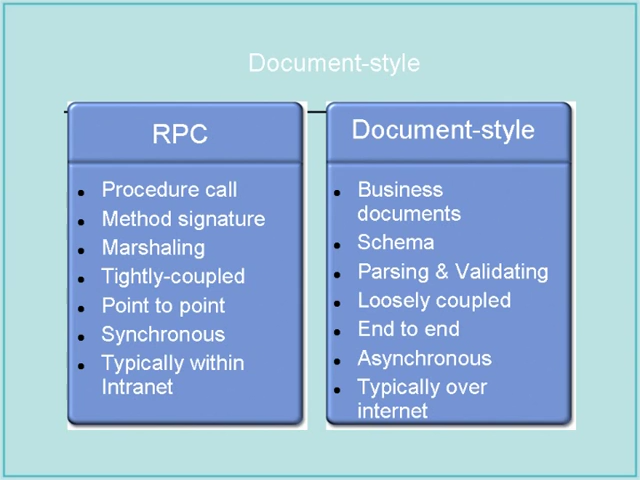 Document-style
RPC
Procedure call
Method signature
Marshaling
Tightly-coupled
Point to point
Synchronous
Typically within
Intranet
Document-style
Business
documents
Schema
Parsing & Validating
Loosely coupled
End to end
Asynchronous
Typically over
internet